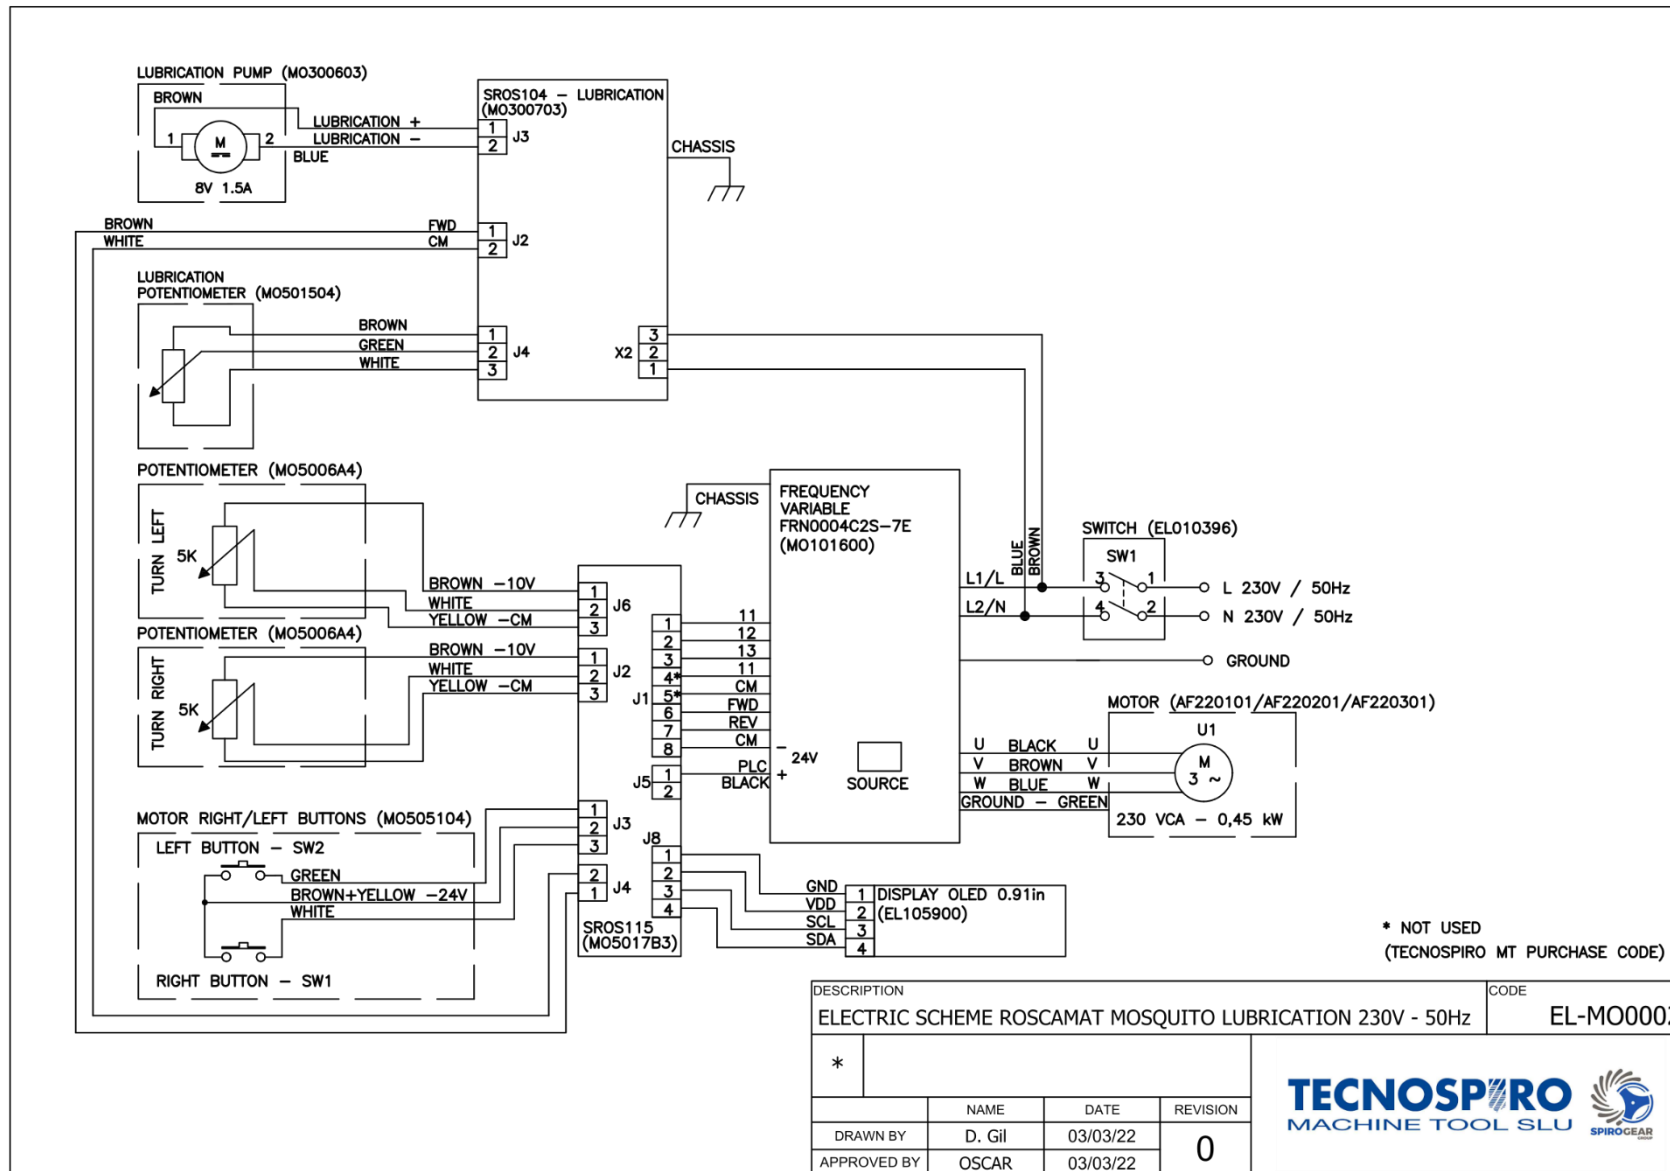 LUBRICATION PUMP (MO300603)
BROWN
LUBRICATION +
LUBRICATION -
1
M
2
BLUE
8V 1.5A
SROS104 - LUBRICATION
(MO300703)
1
2
J3
CHASSIS
BROWN
WHITE
FWD
CM
1
2
J2
LUBRICATION
POTENTIOMETER (MO501504)
BROWN
GREEN
WHITE
1
2
3
J4
X2
3
2
1
POTENTIOMETER (MO5006A4)
TURN LEFT
5K
BROWN -10V
WHITE
YELLOW -CM
1
2
3
J6
POTENTIOMETER (MO5006A4)
TURN RIGHT
5K
BROWN -10V
WHITE
YELLOW -CM
1
2
3
J2
J1
1
2
3
4*
5*
6
7
8
11
12
13
11
CM
FWD
REV
CM
J5
1
2
PLC
BLACK
CHASSIS
FREQUENCY
VARIABLE
FRN0004C2S-7E
(MO101600)
-
24V
+
SOURCE
L1/L
L2/N
BLUE
BROWN
SWITCH (EL010396)
SW1
3
1
4
2
L 230V / 50Hz
N 230V / 50Hz
GROUND
MOTOR (AF220101/AF220201/AF220301)
U1
U BLACK U
V BROWN V
W BLUE W
GROUND - GREEN
M
3 ~
230 VCA - 0,45 kW
MOTOR RIGHT/LEFT BUTTONS (MO505104)
LEFT BUTTON - SW2
GREEN
BROWN+YELLOW -24V
WHITE
RIGHT BUTTON - SW1
1
2
3
J3
2
1
J4
J8
1
2
3
4
SROS115
(MO5017B3)
GND
VDD
SCL
SDA
1
2
3
4
DISPLAY OLED 0.91in
(EL105900)
* NOT USED
(TECNOSPIRO MT PURCHASE CODE)
DESCRIPTION
CODE
ELECTRIC SCHEME ROSCAMAT MOSQUITO LUBRICATION 230V - 50Hz
*
NAME
DATE
REVISION
DRAWN BY
D. Gil
03/03/22
0
APPROVED BY
OSCAR
03/03/22
TECNOSPIRO
MACHINE TOOL SLU
SPIROGEAR
GROUP